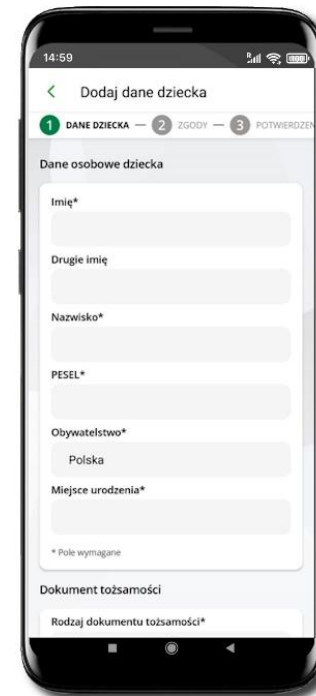 14:59
Dodaj dane dziecka
1 DANE DZIECKA — 2 ZGODY — 3 POTWIERDZEN
Dane osobowe dziecka
Imię*
Drugie imię
Nazwisko*
PESEL*
Obywatelstwo*
Polska
Miejsce urodzenia*
* Pole wymagane
Dokument tożsamości
Rodzaj dokumentu tożsamości*